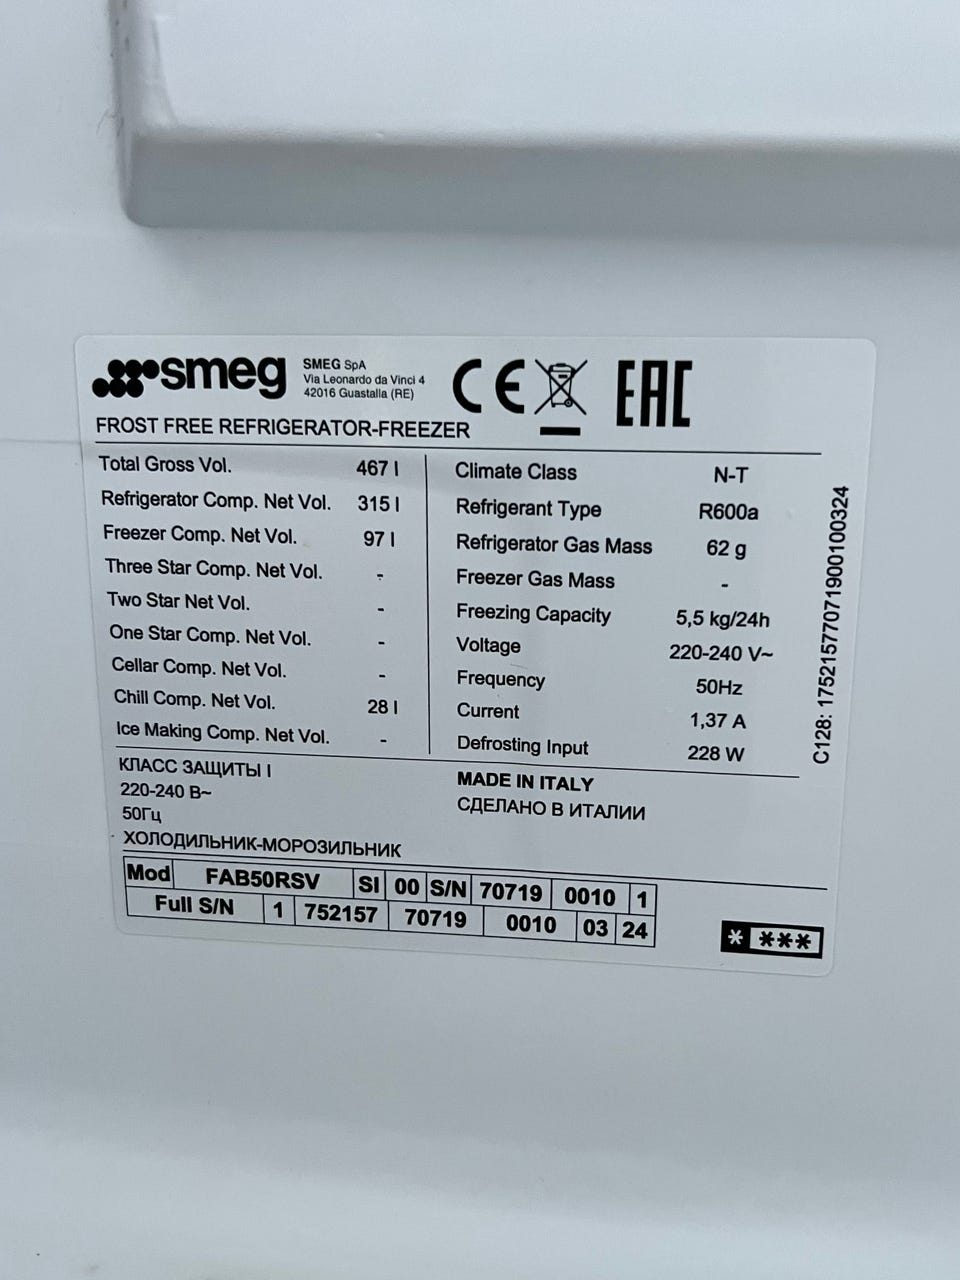 smeg
SMEG SpA
Via Leonardo da Vinci 4
42016 Guastalla (RE)
CE
EAC
FROST FREE REFRIGERATOR-FREEZER
Total Gross Vol. 467 l
Refrigerator Comp. Net Vol. 315 l
Freezer Comp. Net Vol. 97 l
Three Star Comp. Net Vol. -
Two Star Net Vol. -
One Star Comp. Net Vol. -
Cellar Comp. Net Vol. -
Chill Comp. Net Vol. 28 l
Ice Making Comp. Net Vol. -
Climate Class N-T
Refrigerant Type R600a
Refrigerator Gas Mass 62 g
Freezer Gas Mass -
Freezing Capacity 5,5 kg/24h
Voltage 220-240 V~
Frequency 50Hz
Current 1,37 A
Defrosting Input 228 W
C128: 17521577071900100324
КЛАСС ЗАЩИТЫ I
220-240 В~
50Гц
ХОЛОДИЛЬНИК-МОРОЗИЛЬНИК
MADE IN ITALY
СДЕЛАНО В ИТАЛИИ
Mod FAB50RSV SI 00 S/N 70719 0010 1
Full S/N 1 752157 70719 0010 03 24
* ***